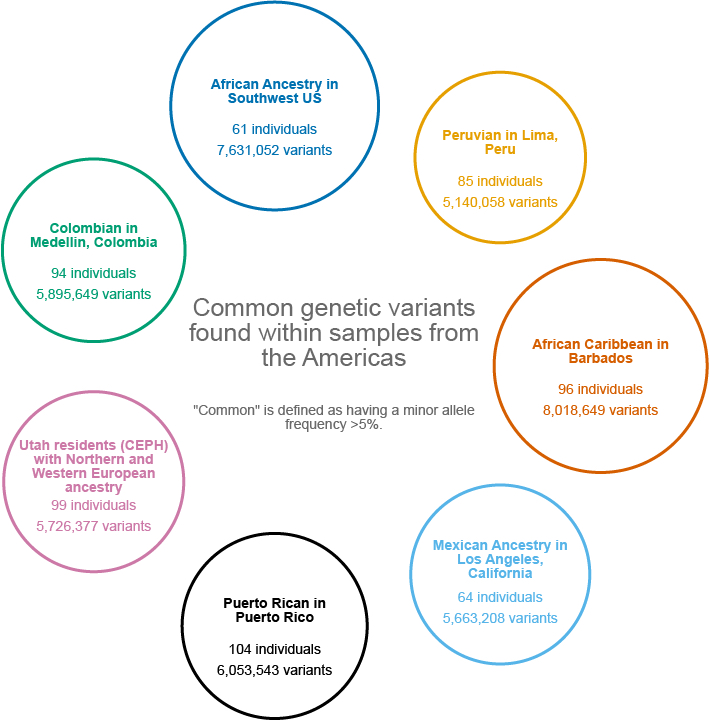 African Ancestry in
Southwest US
61 individuals
7,631,052 variants
Peruvian in Lima,
Peru
85 individuals
5,140,058 variants
Colombian in
Medellin, Colombia
94 individuals
5,895,649 variants
Common genetic variants
found within samples from
the Americas
"Common" is defined as having a minor allele
frequency >5%.
African Caribbean in
Barbados
96 individuals
8,018,649 variants
Utah residents (CEPH)
with Northern and
Western European
ancestry
99 individuals
5,726,377 variants
Mexican Ancestry in
Los Angeles,
California
64 individuals
5,663,208 variants
Puerto Rican in
Puerto Rico
104 individuals
6,053,543 variants